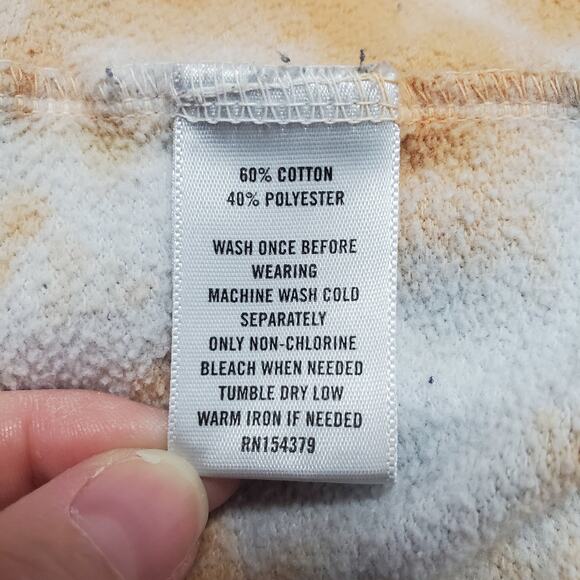 60% COTTON
40% POLYESTER
WASH ONCE BEFORE
WEARING
MACHINE WASH COLD
SEPARATELY
ONLY NON-CHLORINE
BLEACH WHEN NEEDED
TUMBLE DRY LOW
WARM IRON IF NEEDED
RN154379